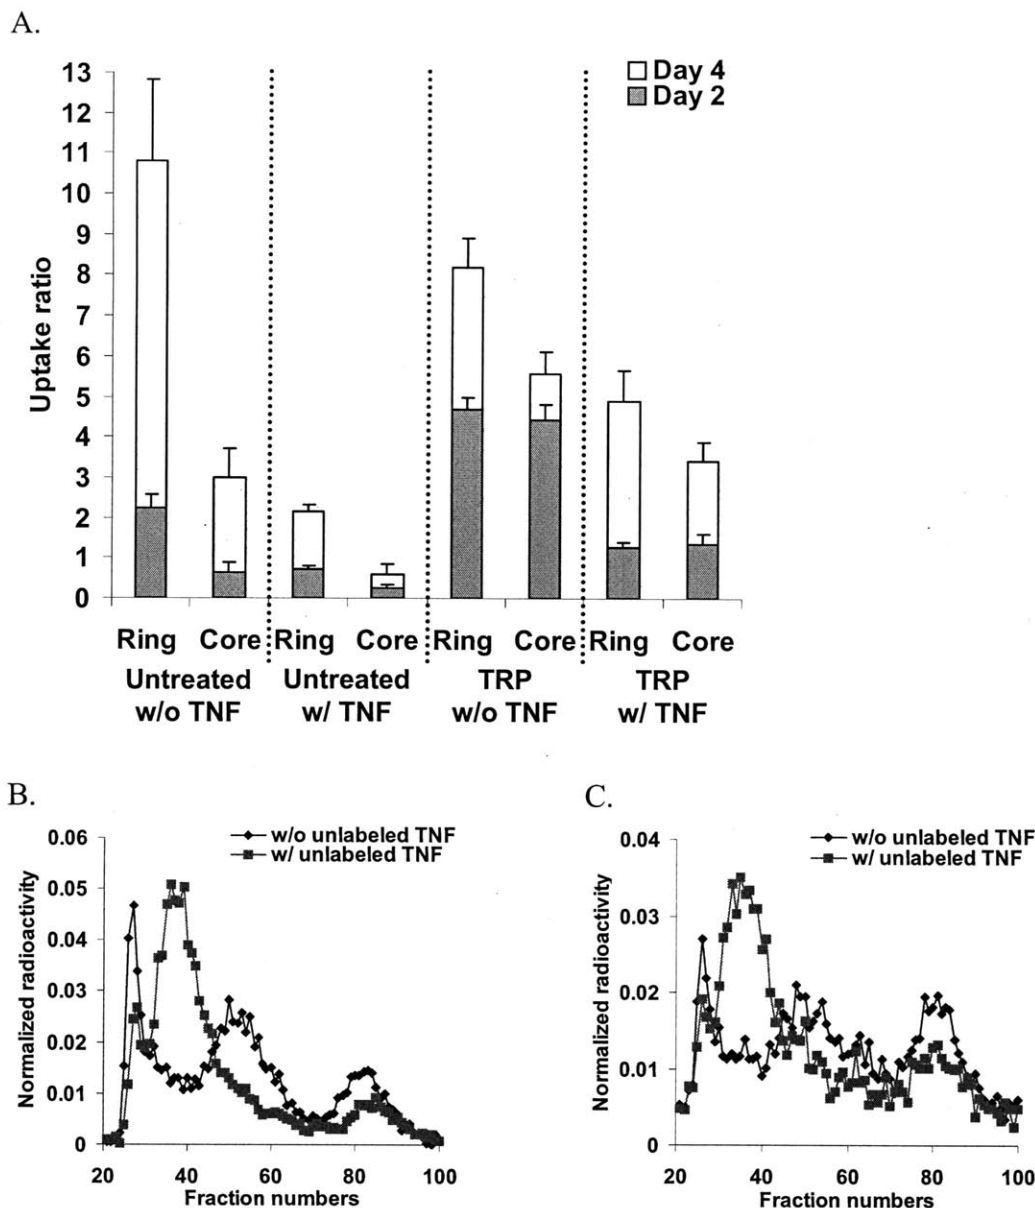 A.
Day 4
Day 2
13
12
11
10
9
8
7
6
5
4
3
2
1
0
Uptake ratio
Ring Core Ring Core Ring Core Ring Core
Untreated Untreated TRP TRP
w/o TNF w/ TNF w/o TNF w/ TNF
B.
w/o unlabeled TNF
w/ unlabeled TNF
0.06
0.05
0.04
0.03
0.02
0.01
0
Normalized radioactivity
20 40 60 80 100
Fraction numbers
C.
w/o unlabeled TNF
w/ unlabeled TNF
0.04
0.03
0.02
0.01
0
Normalized radioactivity
20 40 60 80 100
Fraction numbers